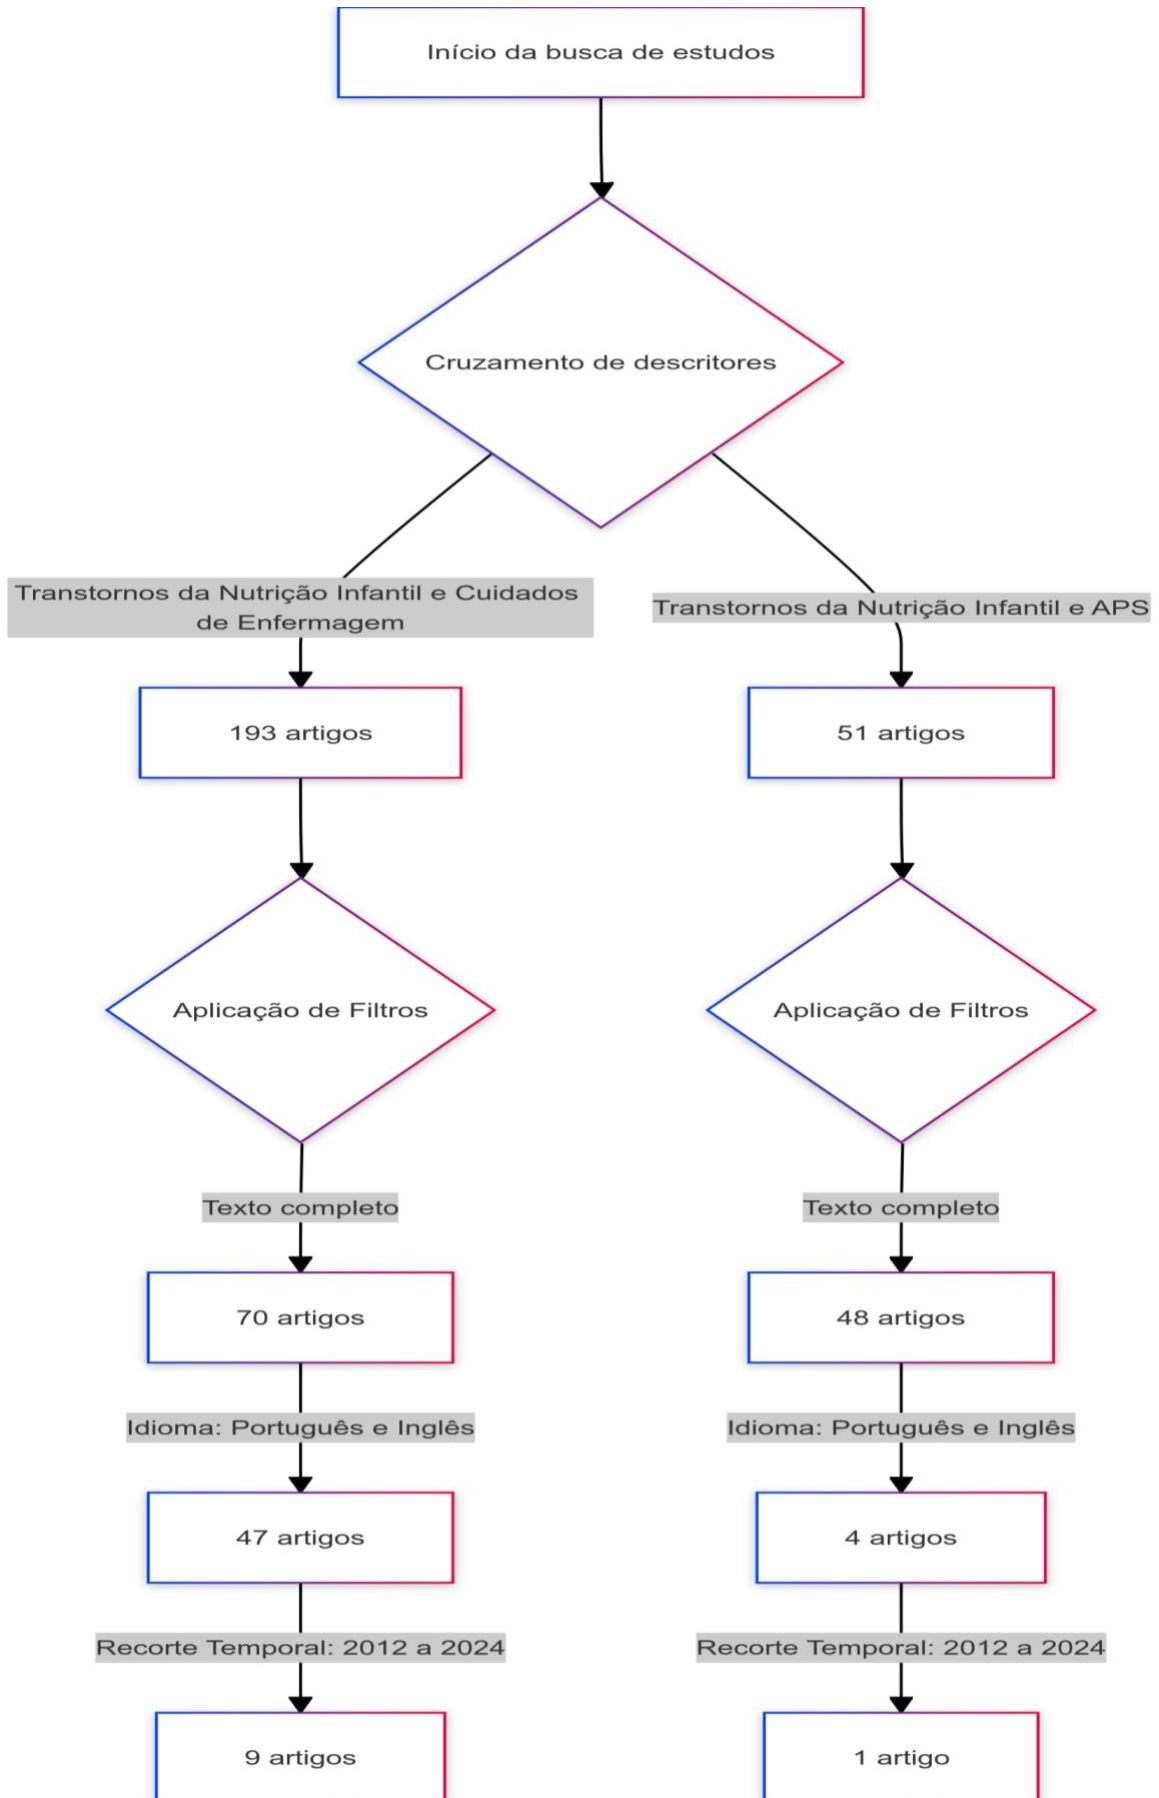 Início da busca de estudos
Cruzamento de descritores
Transtornos da Nutrição Infantil e Cuidados
de Enfermagem
Transtornos da Nutrição Infantil e APS
193 artigos
51 artigos
Aplicação de Filtros
Aplicação de Filtros
Texto completo
Texto completo
70 artigos
48 artigos
Idioma: Português e Inglês
Idioma: Português e Inglês
47 artigos
4 artigos
Recorte Temporal: 2012 a 2024
Recorte Temporal: 2012 a 2024
9 artigos
1 artigo